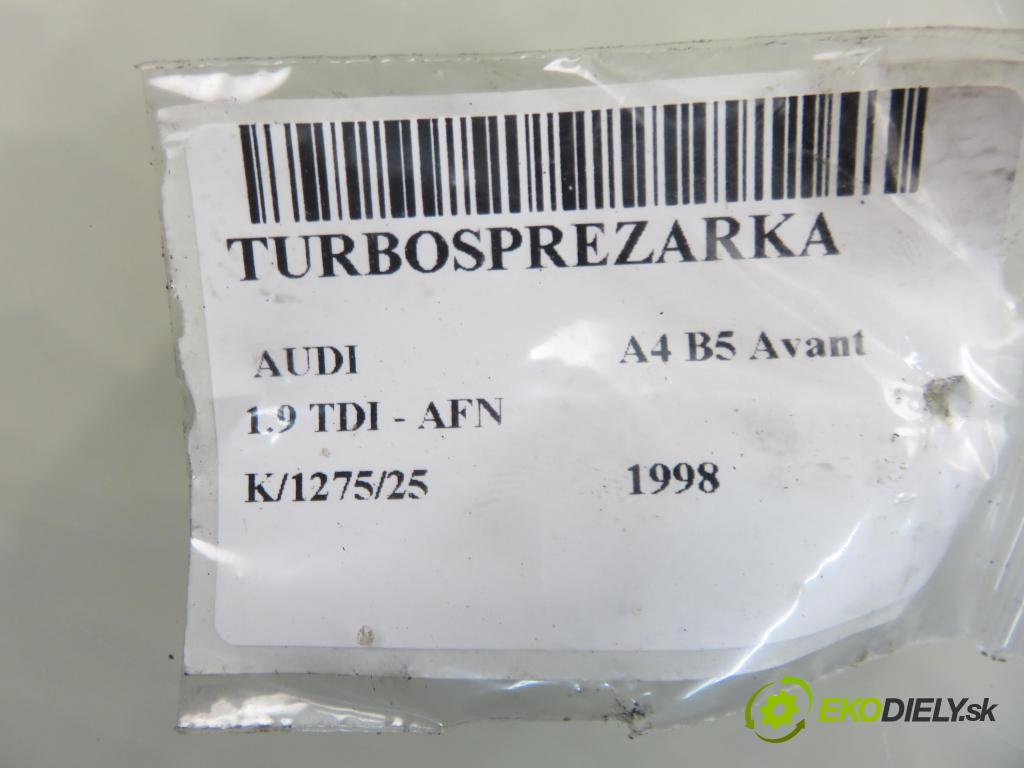 TURBOSPREZARKA
AUDI A4 B5 Avant
1.9 TDI - AFN
K/1275/25 1998
EKODIELY.sk